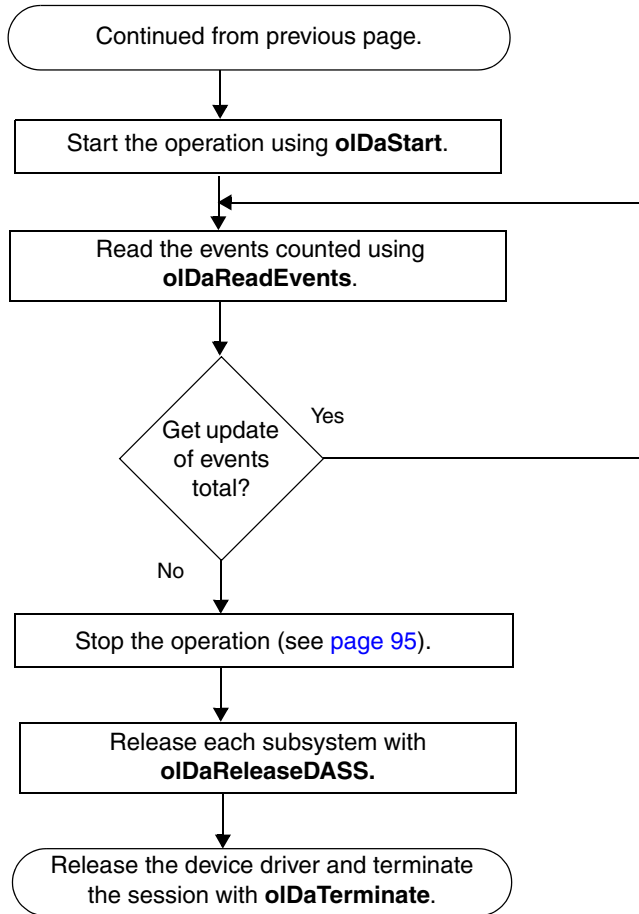 Continued from previous page.
Start the operation using olDaStart.
Read the events counted using
olDaReadEvents.
Get update
of events
total?
Yes
No
Stop the operation (see page 95).
Release each subsystem with
olDaReleaseDASS.
Release the device driver and terminate
the session with olDaTerminate.